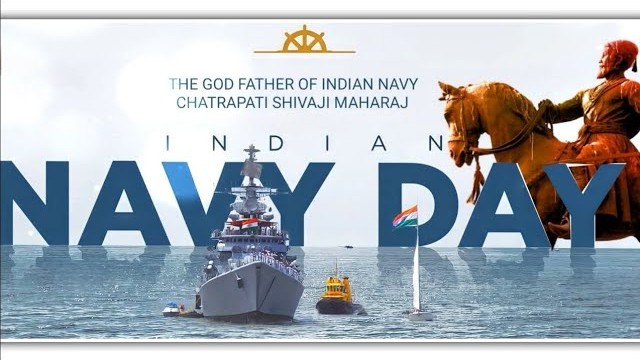 THE GOD FATHER OF INDIAN NAVY
CHATRAPATI SHIVAJI MAHARAJ
INDIAN
NAVY DAY